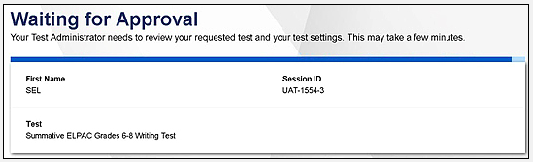 Waiting for Approval
Your Test Administrator needs to review your requested test and your test settings. This may take a few minutes.
First Name
Session ID
SEL
UAT-1554-3
Test
Summative ELPAC Grades 6-8 Writing Test